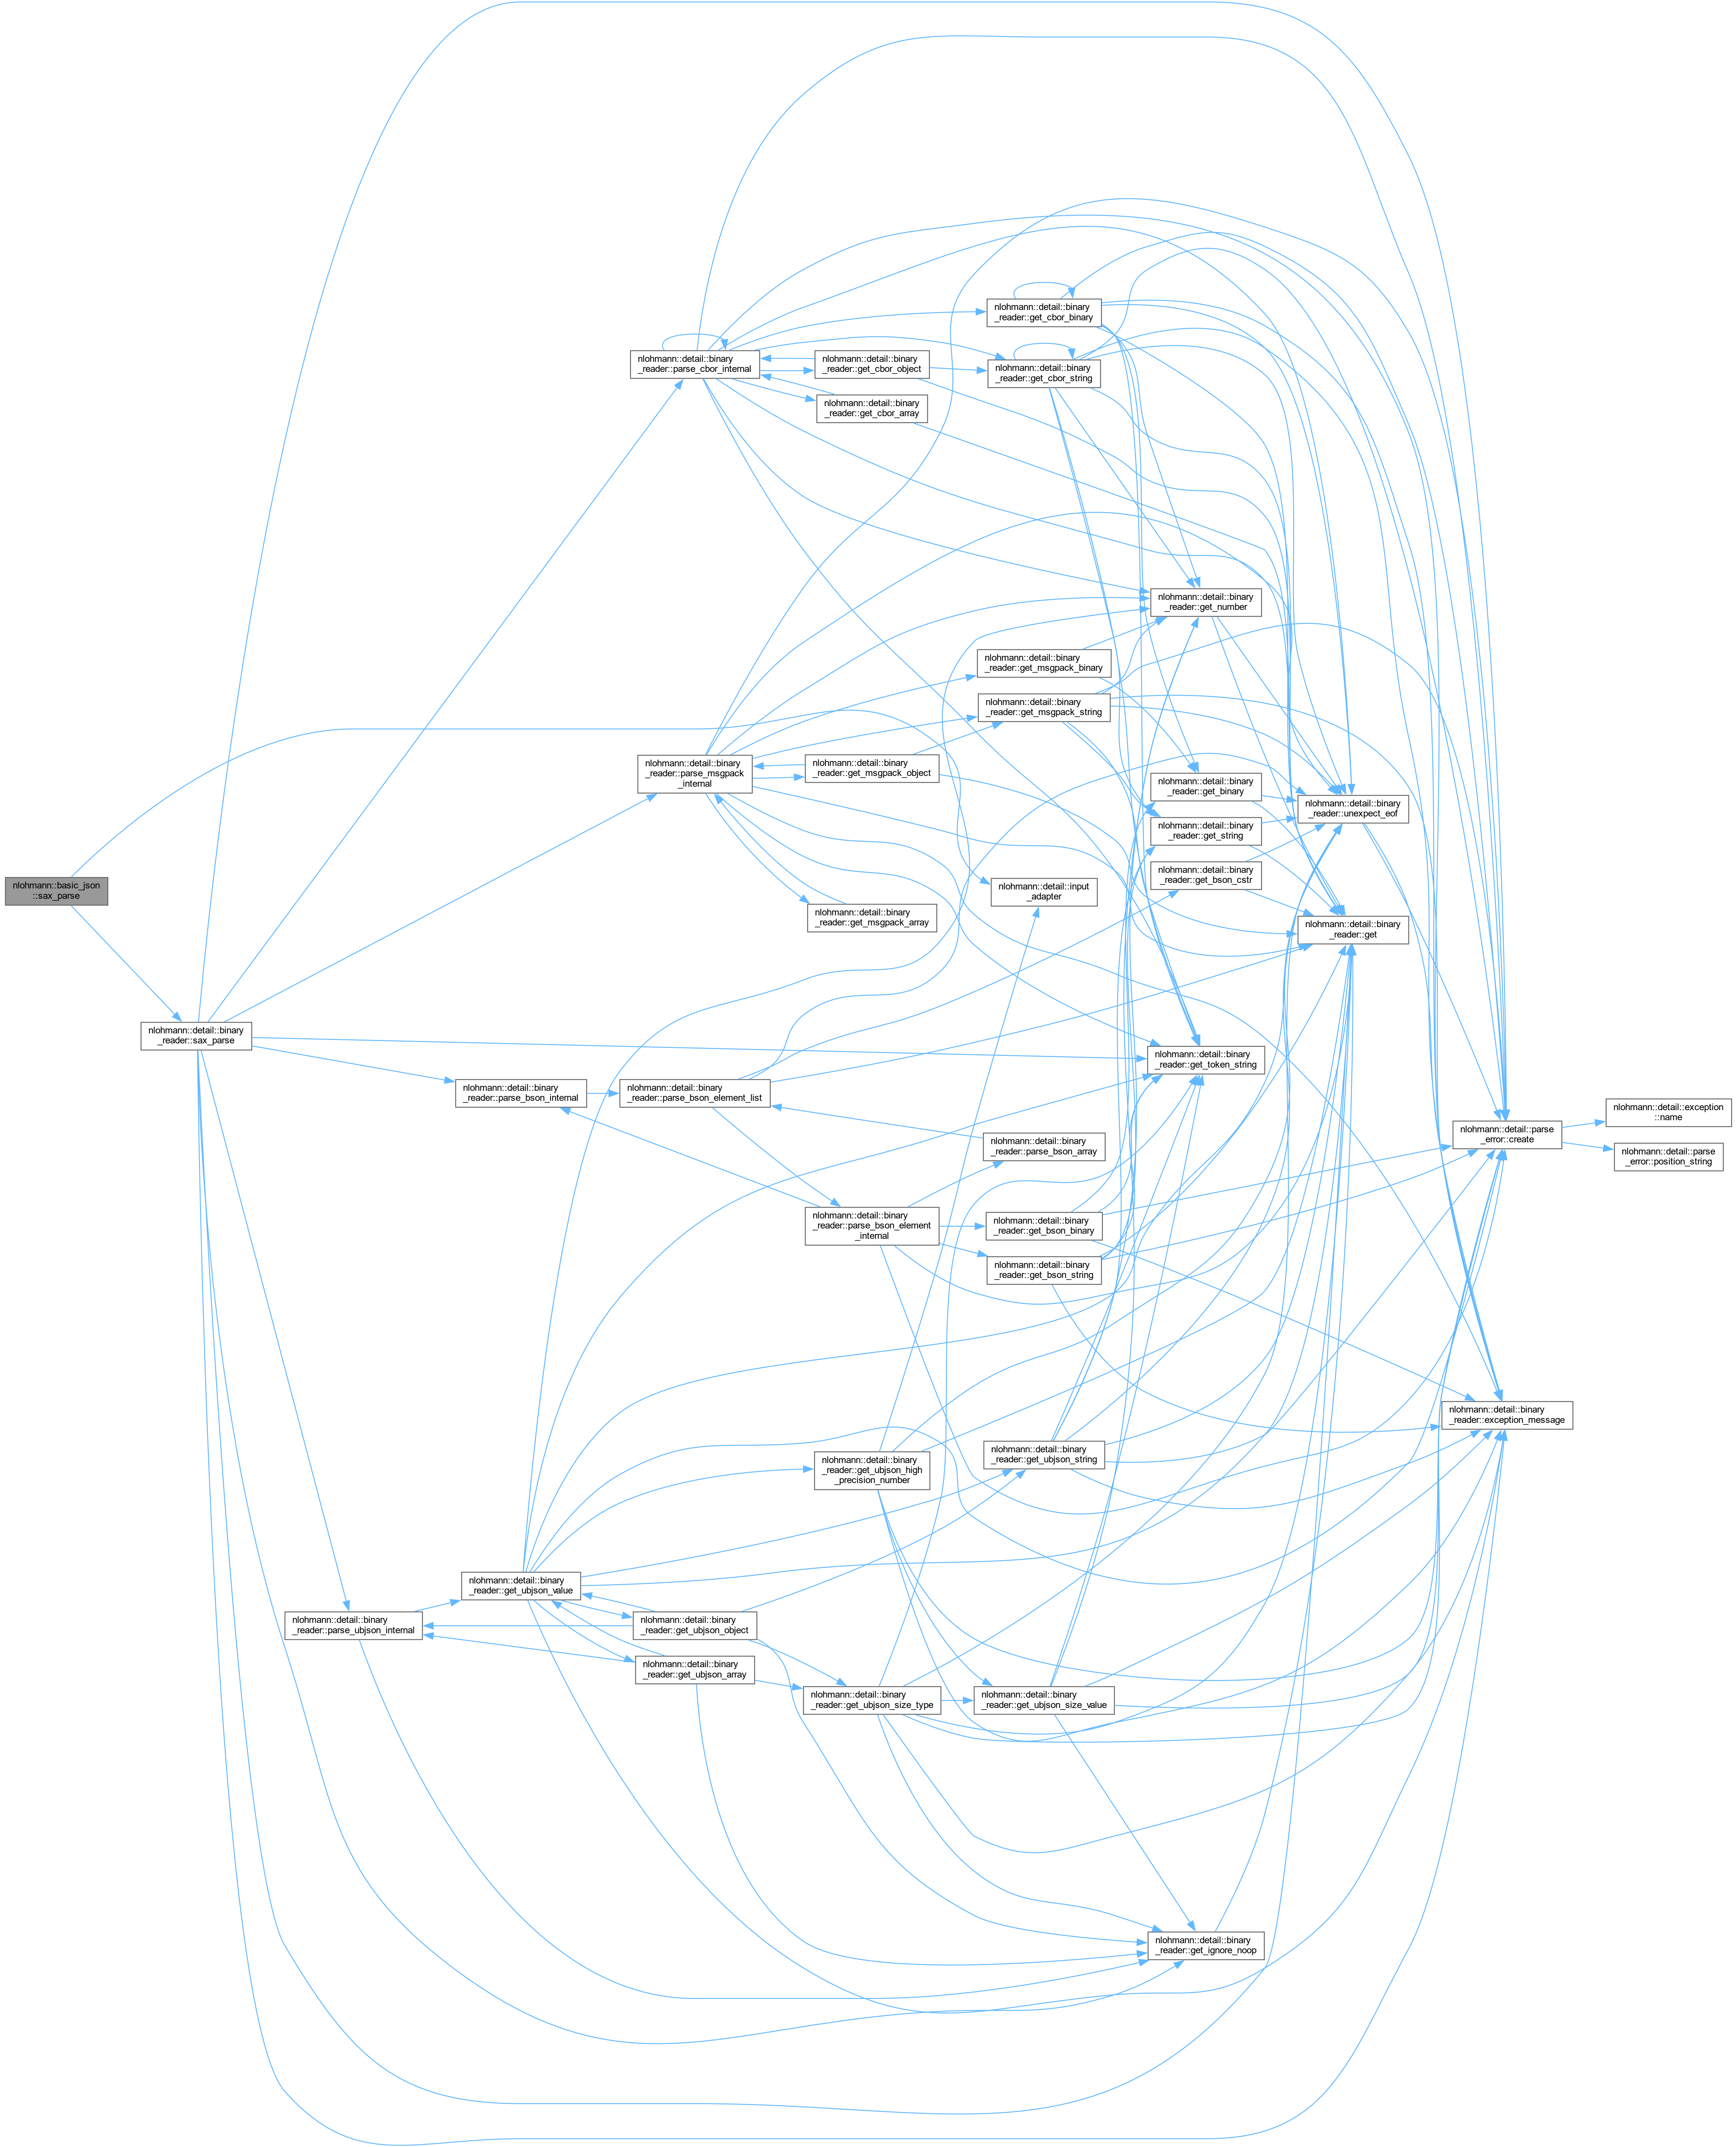 nlohmann::basic_json
::sax_parse
nlohmann::detail::binary
_reader::sax_parse
nlohmann::detail::binary
_reader::parse_bson_internal
nlohmann::detail::binary
_reader::parse_ubjson_internal
nlohmann::detail::binary
_reader::get_ubjson_value
nlohmann::detail::binary
_reader::parse_cbor_internal
nlohmann::detail::binary
_reader::parse_msgpack
_internal
nlohmann::detail::binary
_reader::parse_bson_element_list
nlohmann::detail::binary
_reader::get_ubjson_object
nlohmann::detail::binary
_reader::get_ubjson_array
nlohmann::detail::binary
_reader::get_cbor_object
nlohmann::detail::binary
_reader::get_cbor_array
nlohmann::detail::binary
_reader::get_msgpack_object
nlohmann::detail::binary
_reader::get_msgpack_array
nlohmann::detail::binary
_reader::parse_bson_element
_internal
nlohmann::detail::binary
_reader::get_ubjson_high
_precision_number
nlohmann::detail::binary
_reader::get_ubjson_size_type
nlohmann::detail::binary
_reader::get_cbor_binary
nlohmann::detail::binary
_reader::get_cbor_string
nlohmann::detail::binary
_reader::get_msgpack_binary
nlohmann::detail::binary
_reader::get_msgpack_string
nlohmann::detail::input
_adapter
nlohmann::detail::binary
_reader::parse_bson_array
nlohmann::detail::binary
_reader::get_bson_binary
nlohmann::detail::binary
_reader::get_bson_string
nlohmann::detail::binary
_reader::get_ubjson_string
nlohmann::detail::binary
_reader::get_ubjson_size_value
nlohmann::detail::binary
_reader::get_number
nlohmann::detail::binary
_reader::get_binary
nlohmann::detail::binary
_reader::get_string
nlohmann::detail::binary
_reader::get_bson_cstr
nlohmann::detail::binary
_reader::get_token_string
nlohmann::detail::binary
_reader::get_ignore_noop
nlohmann::detail::binary
_reader::unexpect_eof
nlohmann::detail::binary
_reader::get
nlohmann::detail::parse
_error::create
nlohmann::detail::binary
_reader::exception_message
nlohmann::detail::exception
::name
nlohmann::detail::parse
_error::position_string